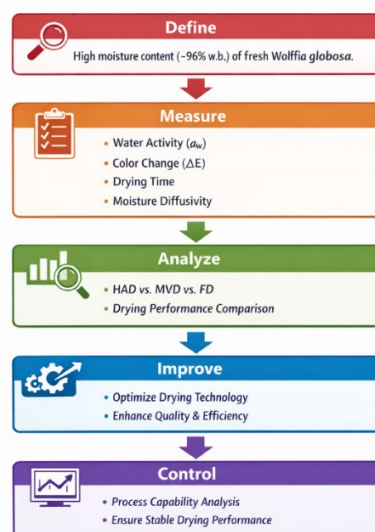 Define
High moisture content (~96% w.b.) of fresh Wolffia globosa.
Measure
• Water Activity (aw)
• Color Change (ΔE)
• Drying Time
• Moisture Diffusivity
Analyze
• HAD vs. MVD vs. FD
• Drying Performance Comparison
Improve
• Optimize Drying Technology
• Enhance Quality & Efficiency
Control
• Process Capability Analysis
• Ensure Stable Drying Performance